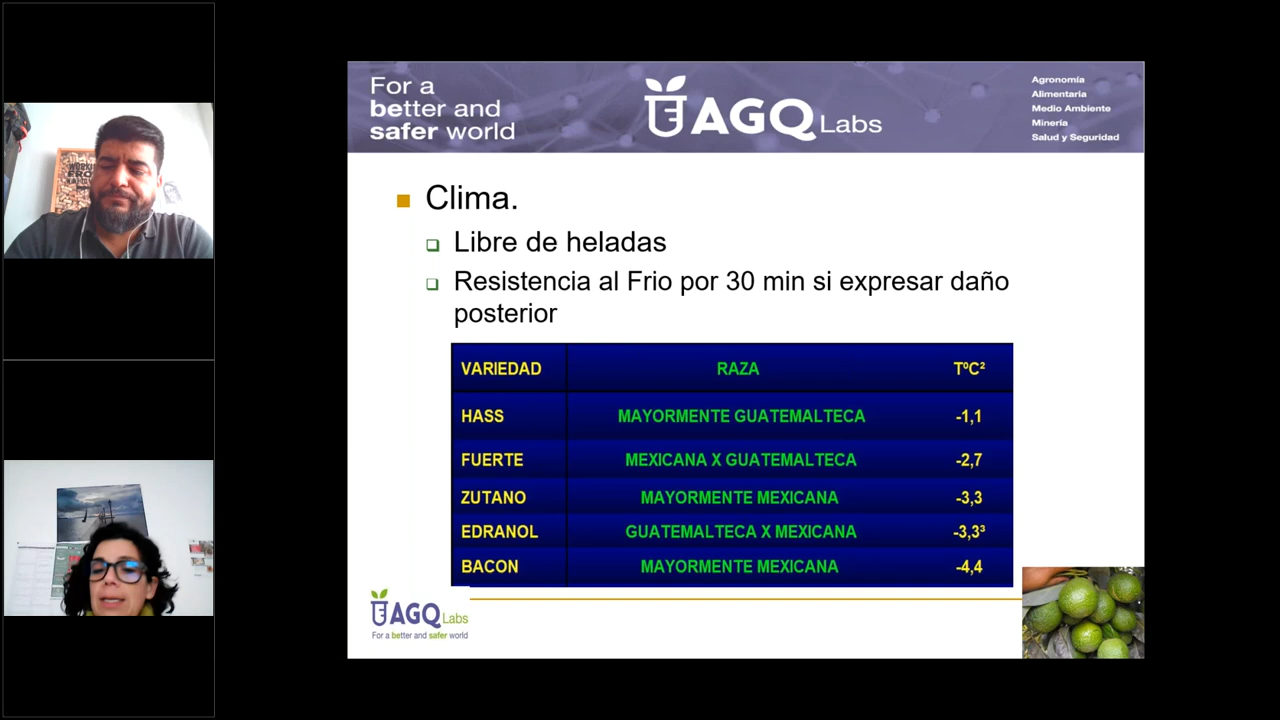 For a
better and
safer world
AGQ Labs
Agronomía
Alimentaria
Medio Ambiente
Minería
Salud y Seguridad
Clima.
Libre de heladas
Resistencia al Frio por 30 min si expresar daño
posterior
VARIEDAD RAZA TºC²
HASS MAYORMENTE GUATEMALTECA -1,1
FUERTE MEXICANA X GUATEMALTECA -2,7
ZUTANO MAYORMENTE MEXICANA -3,3
EDRANOL GUATEMALTECA X MEXICANA -3,3³
BACON MAYORMENTE MEXICANA -4,4
AGQ Labs
For a better and safer world